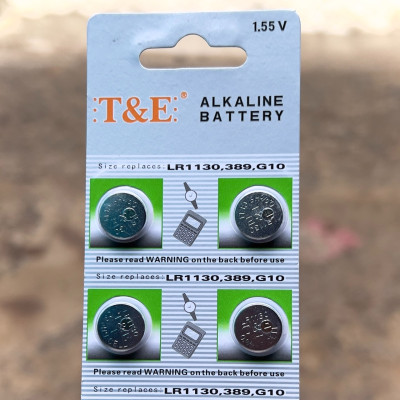 1.55 V
T&E®
ALKALINE
BATTERY
Size replaces: LR1130,389,G10
Please read WARNING on the back before use
Size replaces: LR1130,389,G10
Please read WARNING on the back before use
Size replaces: LR1130,389,G10